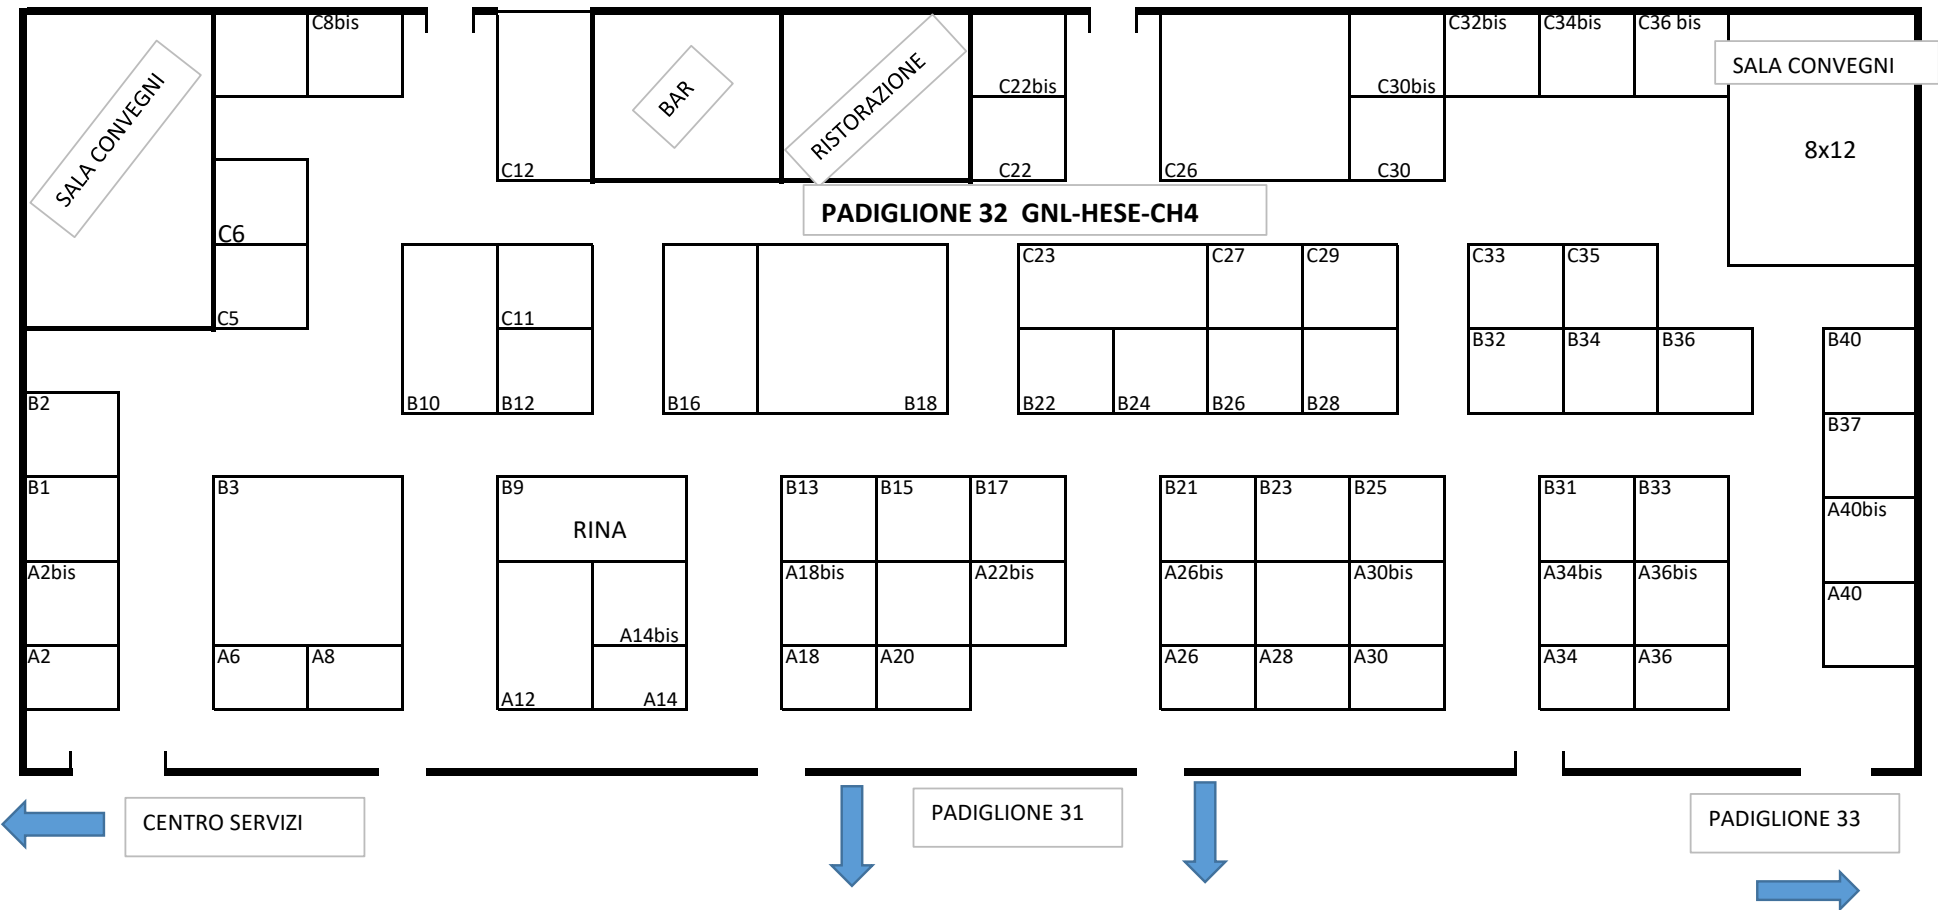 C8bis
C32bis
C34bis
C36 bis
SALA CONVEGNI
BAR
RISTORAZIONE
C22bis
C30bis
SALA CONVEGNI
8x12
C12
C22
C26
C30
PADIGLIONE 32 GNL-HESE-CH4
C6
C23
C27
C29
C33
C35
C5
C11
B32
B34
B36
B40
B10
B12
B16
B18
B22
B24
B26
B28
B2
B37
B1
B3
B9
RINA
B13
B15
B17
B21
B23
B25
B31
B33
A40bis
A2bis
A18bis
A22bis
A26bis
A30bis
A34bis
A36bis
A40
A14bis
A2
A6
A8
A12
A14
A18
A20
A26
A28
A30
A34
A36
CENTRO SERVIZI
PADIGLIONE 31
PADIGLIONE 33